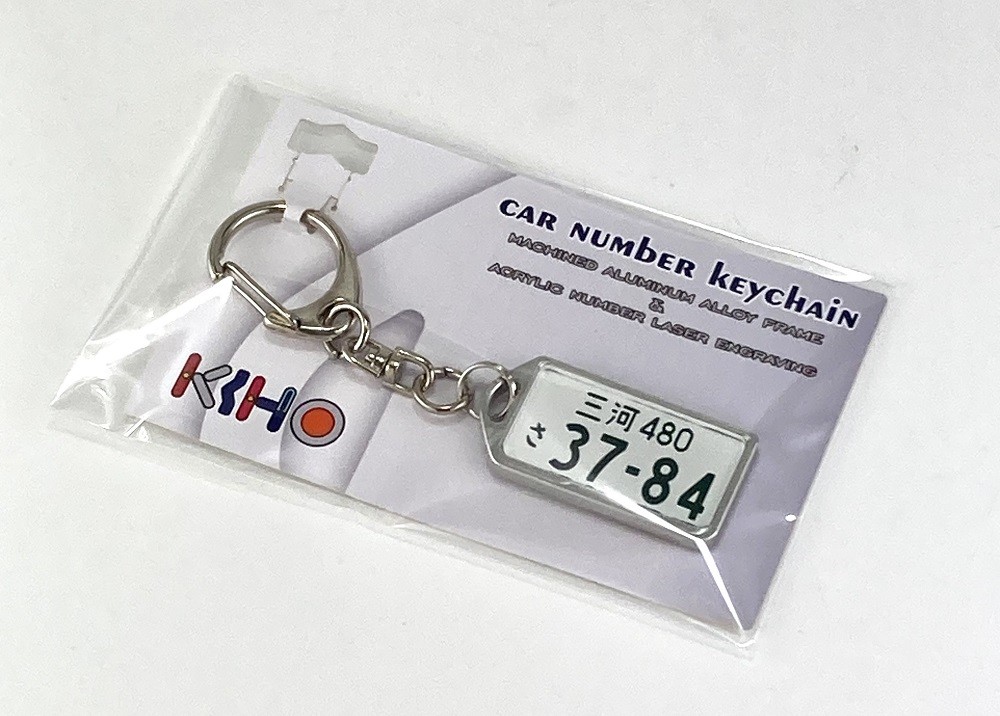 CAR NUMBER KEYCHAIN
MACHINED ALUMINUM ALLOY FRAME
&
ACRYLIC NUMBER LASER ENGRAVING
KIHO
三河 480
さ 37-84